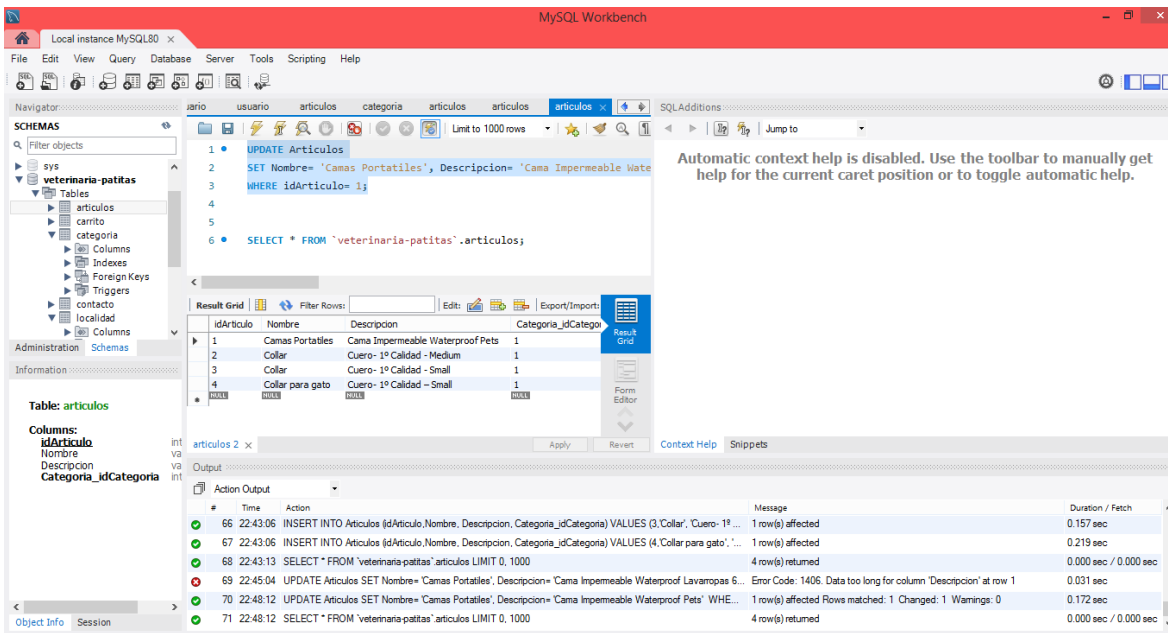 MySQL Workbench
Local instance MySQL80
File Edit View Query Database Server Tools Scripting Help
Navigator
SCHEMAS
Filter objects
sys
veterinaria-patitas
Tables
articulos
carrito
categoria
Columns
Indexes
Foreign Keys
Triggers
contacto
localidad
Columns
Administration Schemas
Information
Table: articulos
Columns:
idArticulo int
Nombre va
Descripcion va
Categoria_idCategoria int
Object Info Session
uario usuario articulos categoria articulos articulos articulos
Limit to 1000 rows
1 UPDATE Articulos
2 SET Nombre= 'Camas Portatiles', Descripcion= 'Cama Impermeable Wate
3 WHERE idArticulo= 1;
4
5
6 SELECT * FROM `veterinaria-patitas`.articulos;
Result Grid Filter Rows: Edit: Export/Import:
idArticulo Nombre Descripcion Categoria_idCategor
1 Camas Portatiles Cama Impermeable Waterproof Pets 1
2 Collar Cuero- 1º Calidad - Medium 1
3 Collar Cuero- 1º Calidad - Small 1
4 Collar para gato Cuero- 1º Calidad – Small 1
NULL NULL NULL NULL
Result Grid
Form Editor
articulos 2 Apply Revert
SQLAdditions
Jump to
Automatic context help is disabled. Use the toolbar to manually get
help for the current caret position or to toggle automatic help.
Context Help Snippets
Output
Action Output
# Time Action Message Duration / Fetch
66 22:43:06 INSERT INTO Articulos (idArticulo,Nombre, Descripcion, Categoria_idCategoria) VALUES (3,'Collar', 'Cuero- 1º ... 1 row(s) affected 0.157 sec
67 22:43:06 INSERT INTO Articulos (idArticulo,Nombre, Descripcion, Categoria_idCategoria) VALUES (4,'Collar para gato', '... 1 row(s) affected 0.219 sec
68 22:43:13 SELECT * FROM `veterinaria-patitas`.articulos LIMIT 0, 1000 4 row(s) returned 0.000 sec / 0.000 sec
69 22:45:04 UPDATE Articulos SET Nombre= 'Camas Portatiles', Descripcion= 'Cama Impermeable Waterproof Lavarropas 6... Error Code: 1406. Data too long for column 'Descripcion' at row 1 0.031 sec
70 22:48:12 UPDATE Articulos SET Nombre= 'Camas Portatiles', Descripcion= 'Cama Impermeable Waterproof Pets' WHE... 1 row(s) affected Rows matched: 1 Changed: 1 Warnings: 0 0.172 sec
71 22:48:12 SELECT * FROM `veterinaria-patitas`.articulos LIMIT 0, 1000 4 row(s) returned 0.000 sec / 0.000 sec